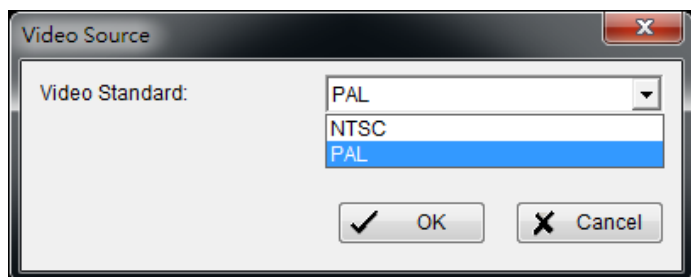 Video Source
Video Standard:
PAL
NTSC
PAL
OK
Cancel